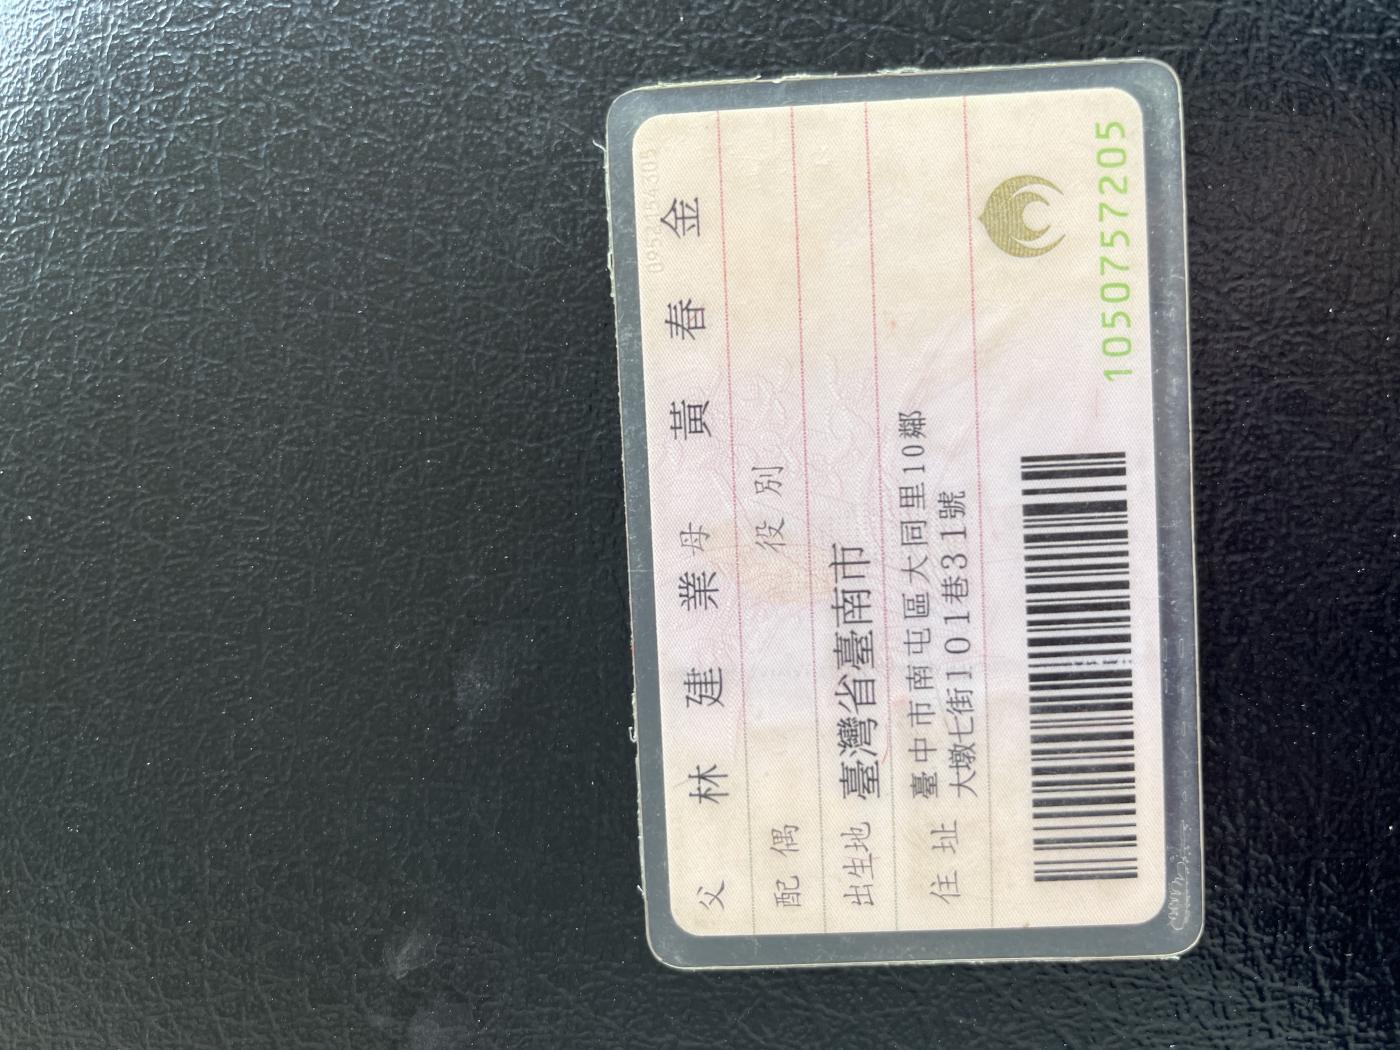 0952454305
父 林建業 母 黃春金
配偶 役別
出生地 臺灣省臺南市
住址 臺中市南屯區大同里10鄰
大墩七街101巷31號
1050757205